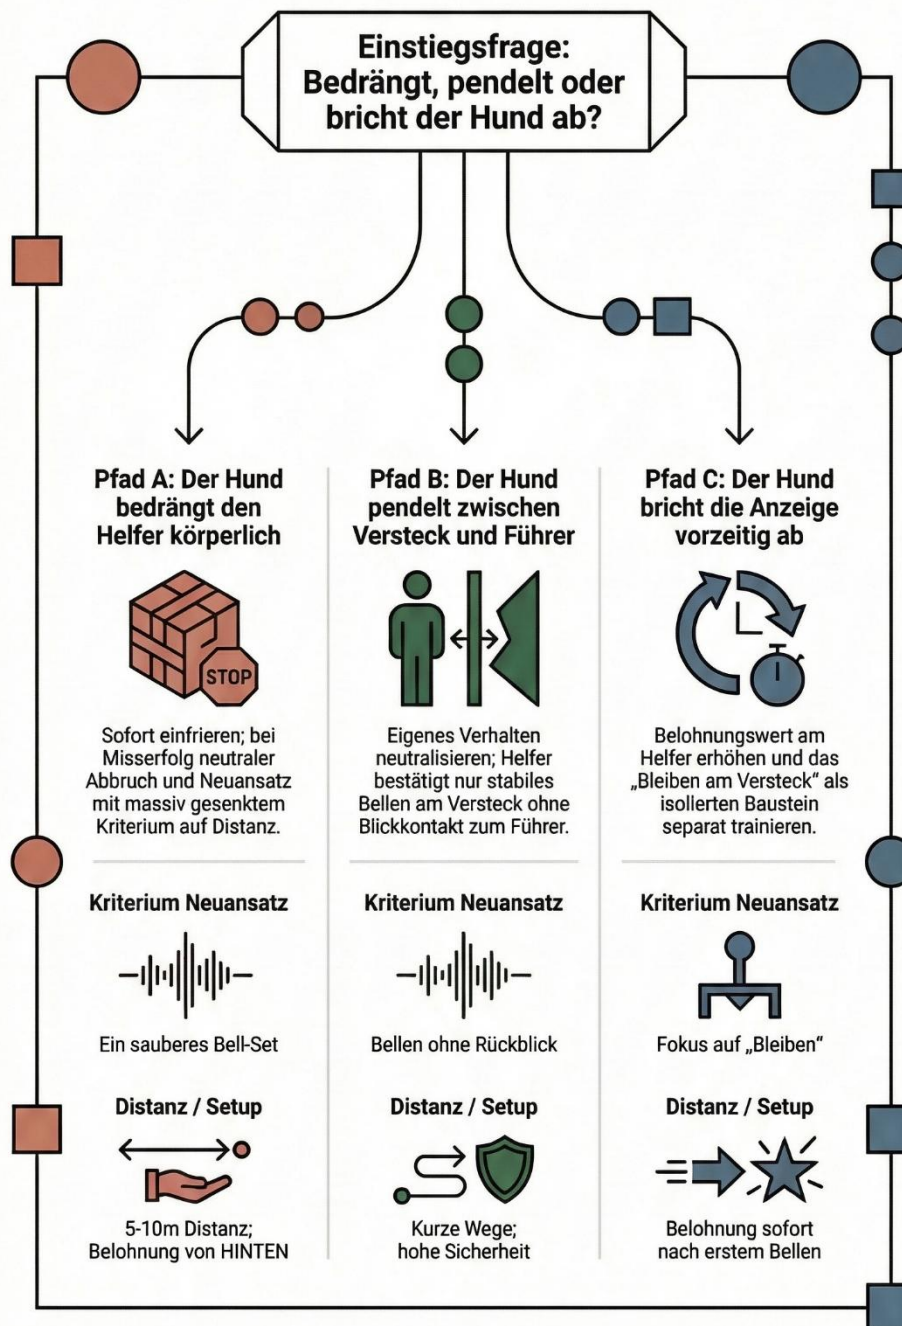 Einstiegsfrage:
Bedrängt, pendelt oder
bricht der Hund ab?
Pfad A: Der Hund
bedrängt den
Helfer körperlich
STOP
Sofort einfrieren; bei
Misserfolg neutraler
Abbruch und Neuansatz
mit massiv gesenktem
Kriterium auf Distanz.
Kriterium Neuansatz
Ein sauberes Bell-Set
Distanz / Setup
5-10m Distanz;
Belohnung von HINTEN
Pfad B: Der Hund
pendelt zwischen
Versteck und Führer
Eigenes Verhalten
neutralisieren; Helfer
bestätigt nur stabiles
Bellen am Versteck ohne
Blickkontakt zum Führer.
Kriterium Neuansatz
Bellen ohne Rückblick
Distanz / Setup
Kurze Wege;
hohe Sicherheit
Pfad C: Der Hund
bricht die Anzeige
vorzeitig ab
Belohnungswert am
Helfer erhöhen und das
„Bleiben am Versteck“ als
isollerten Baustein
separat trainieren.
Kriterium Neuansatz
Fokus auf „Bleiben“
Distanz / Setup
Belohnung sofort
nach erstem Bellen